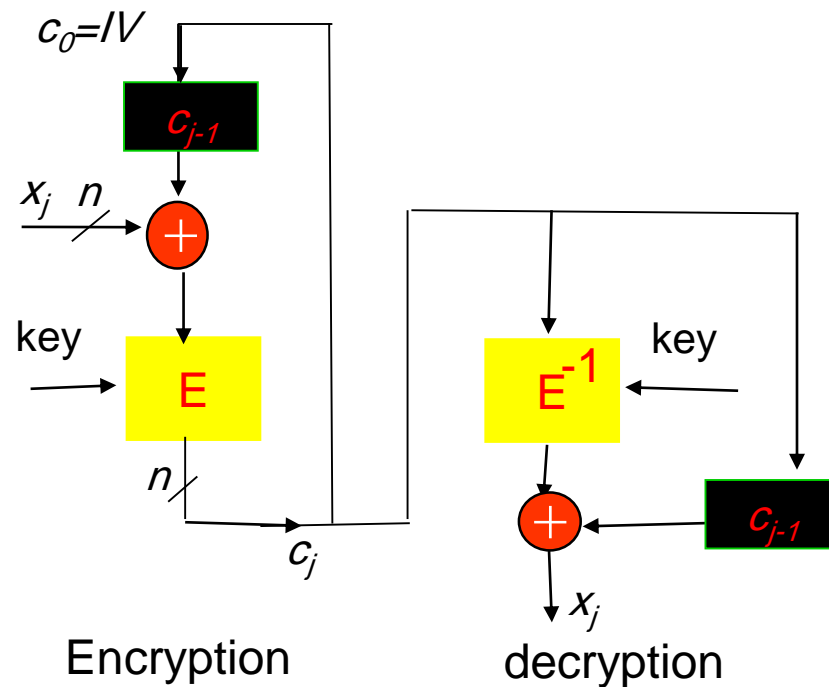 c₀=IV
cⱼ₋₁
xⱼ n
+
key
E
n
cⱼ
E⁻¹
key
+
cⱼ₋₁
xⱼ
Encryption
decryption